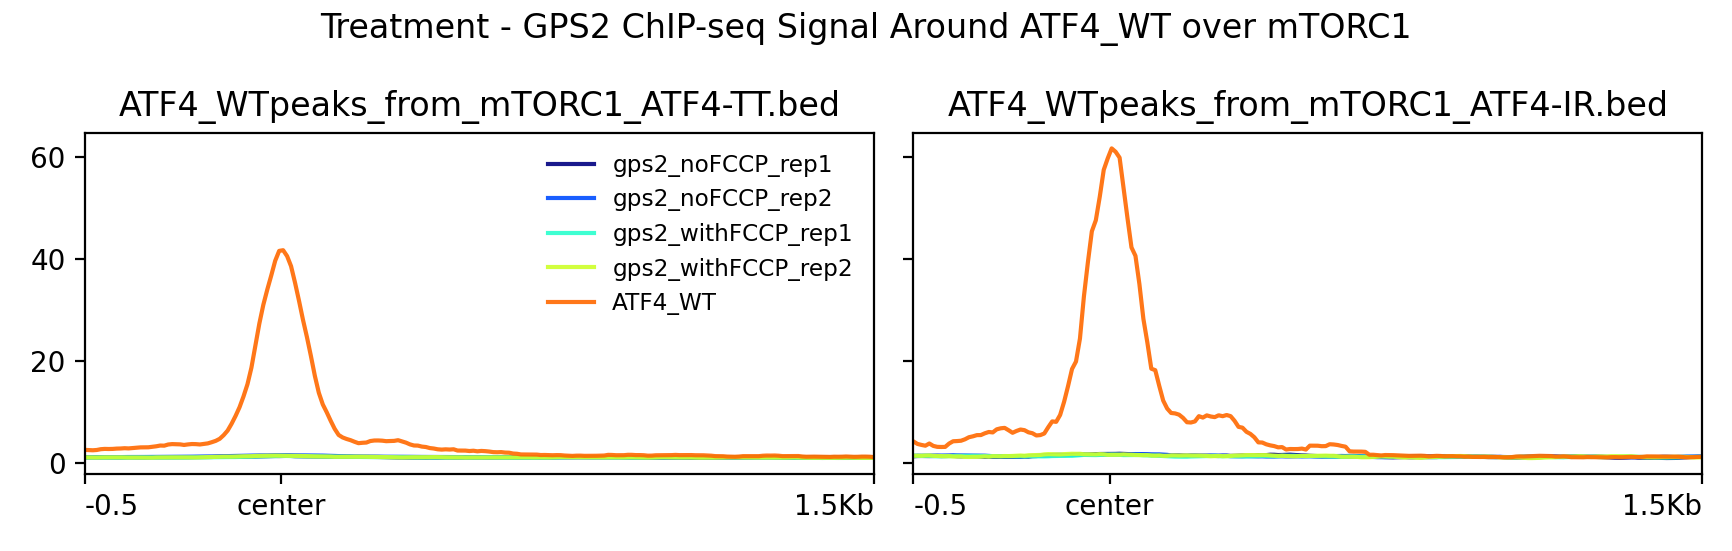 Treatment - GPS2 ChIP-seq Signal Around ATF4_WT over mTORC1
ATF4_WTpeaks_from_mTORC1_ATF4-TT.bed
ATF4_WTpeaks_from_mTORC1_ATF4-IR.bed
60
40
20
0
gps2_noFCCP_rep1
gps2_noFCCP_rep2
gps2_withFCCP_rep1
gps2_withFCCP_rep2
ATF4_WT
-0.5 center 1.5Kb
-0.5 center 1.5Kb